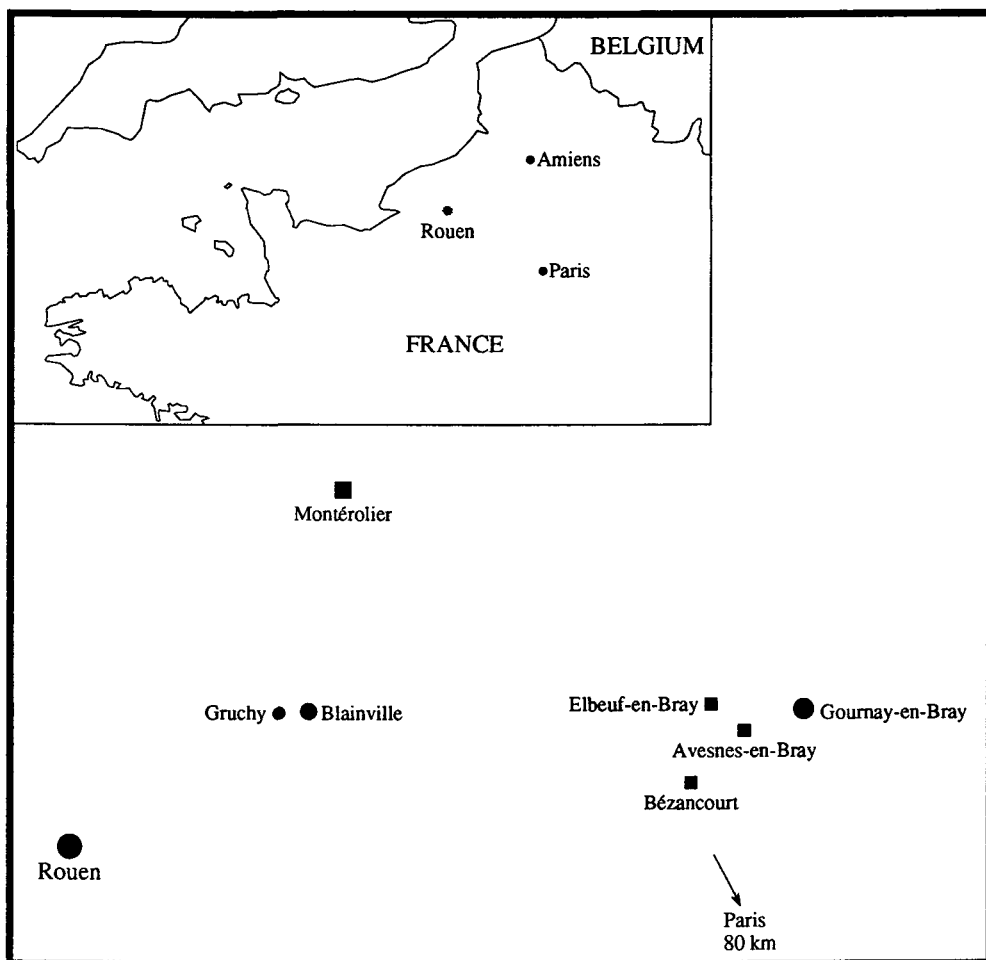 BELGIUM
Amiens
Rouen
Paris
FRANCE
Montérolier
Elbeuf-en-Bray
Gournay-en-Bray
Gruchy
Blainville
Avesnes-en-Bray
Bézancourt
Rouen
Paris
80 km